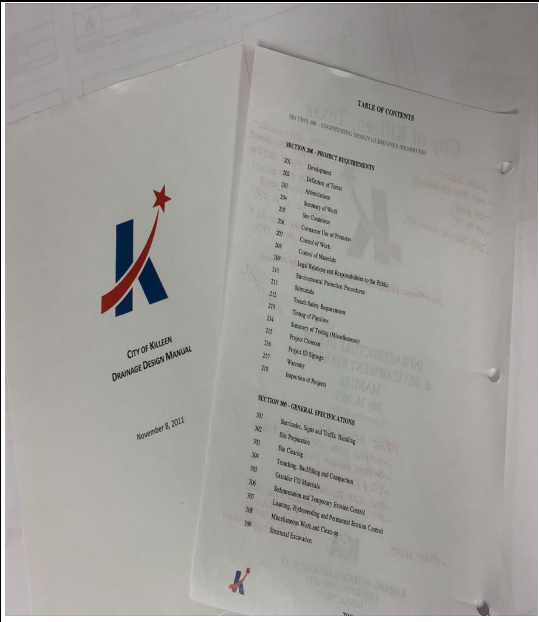 CITY OF KILLEEN
DRAINAGE DESIGN MANUAL
November 8, 2011
TABLE OF CONTENTS
SECTION 100 - ENGINEERING DESIGN GUIDELINES (RESERVED)
SECTION 200 - PROJECT REQUIREMENTS
201 Development
202 Definition of Terms
203 Abbreviations
204 Summary of Work
205 Site Conditions
206 Contractor Use of Premises
207 Control of Work
208 Control of Materials
209 Legal Relations and Responsibilities to the Public
210 Environmental Protection Procedures
211 Submittals
212 Trench Safety Requirements
213 Testing of Pipelines
214 Summary of Testing (Miscellaneous)
215 Project Closeout
216 Project ID Signage
217 Warranty
218 Inspection of Projects
SECTION 300 - GENERAL SPECIFICATIONS
301 Barricades, Signs and Traffic Handling
302 Site Preparation
303 Site Clearing
304 Trenching, Backfilling and Compaction
305 Granular Fill Materials
306 Sedimentation and Temporary Erosion Control
307 Loaming, Hydroseeding and Permanent Erosion Control
308 Miscellaneous Work and Clean-up
309 Structural Excavation